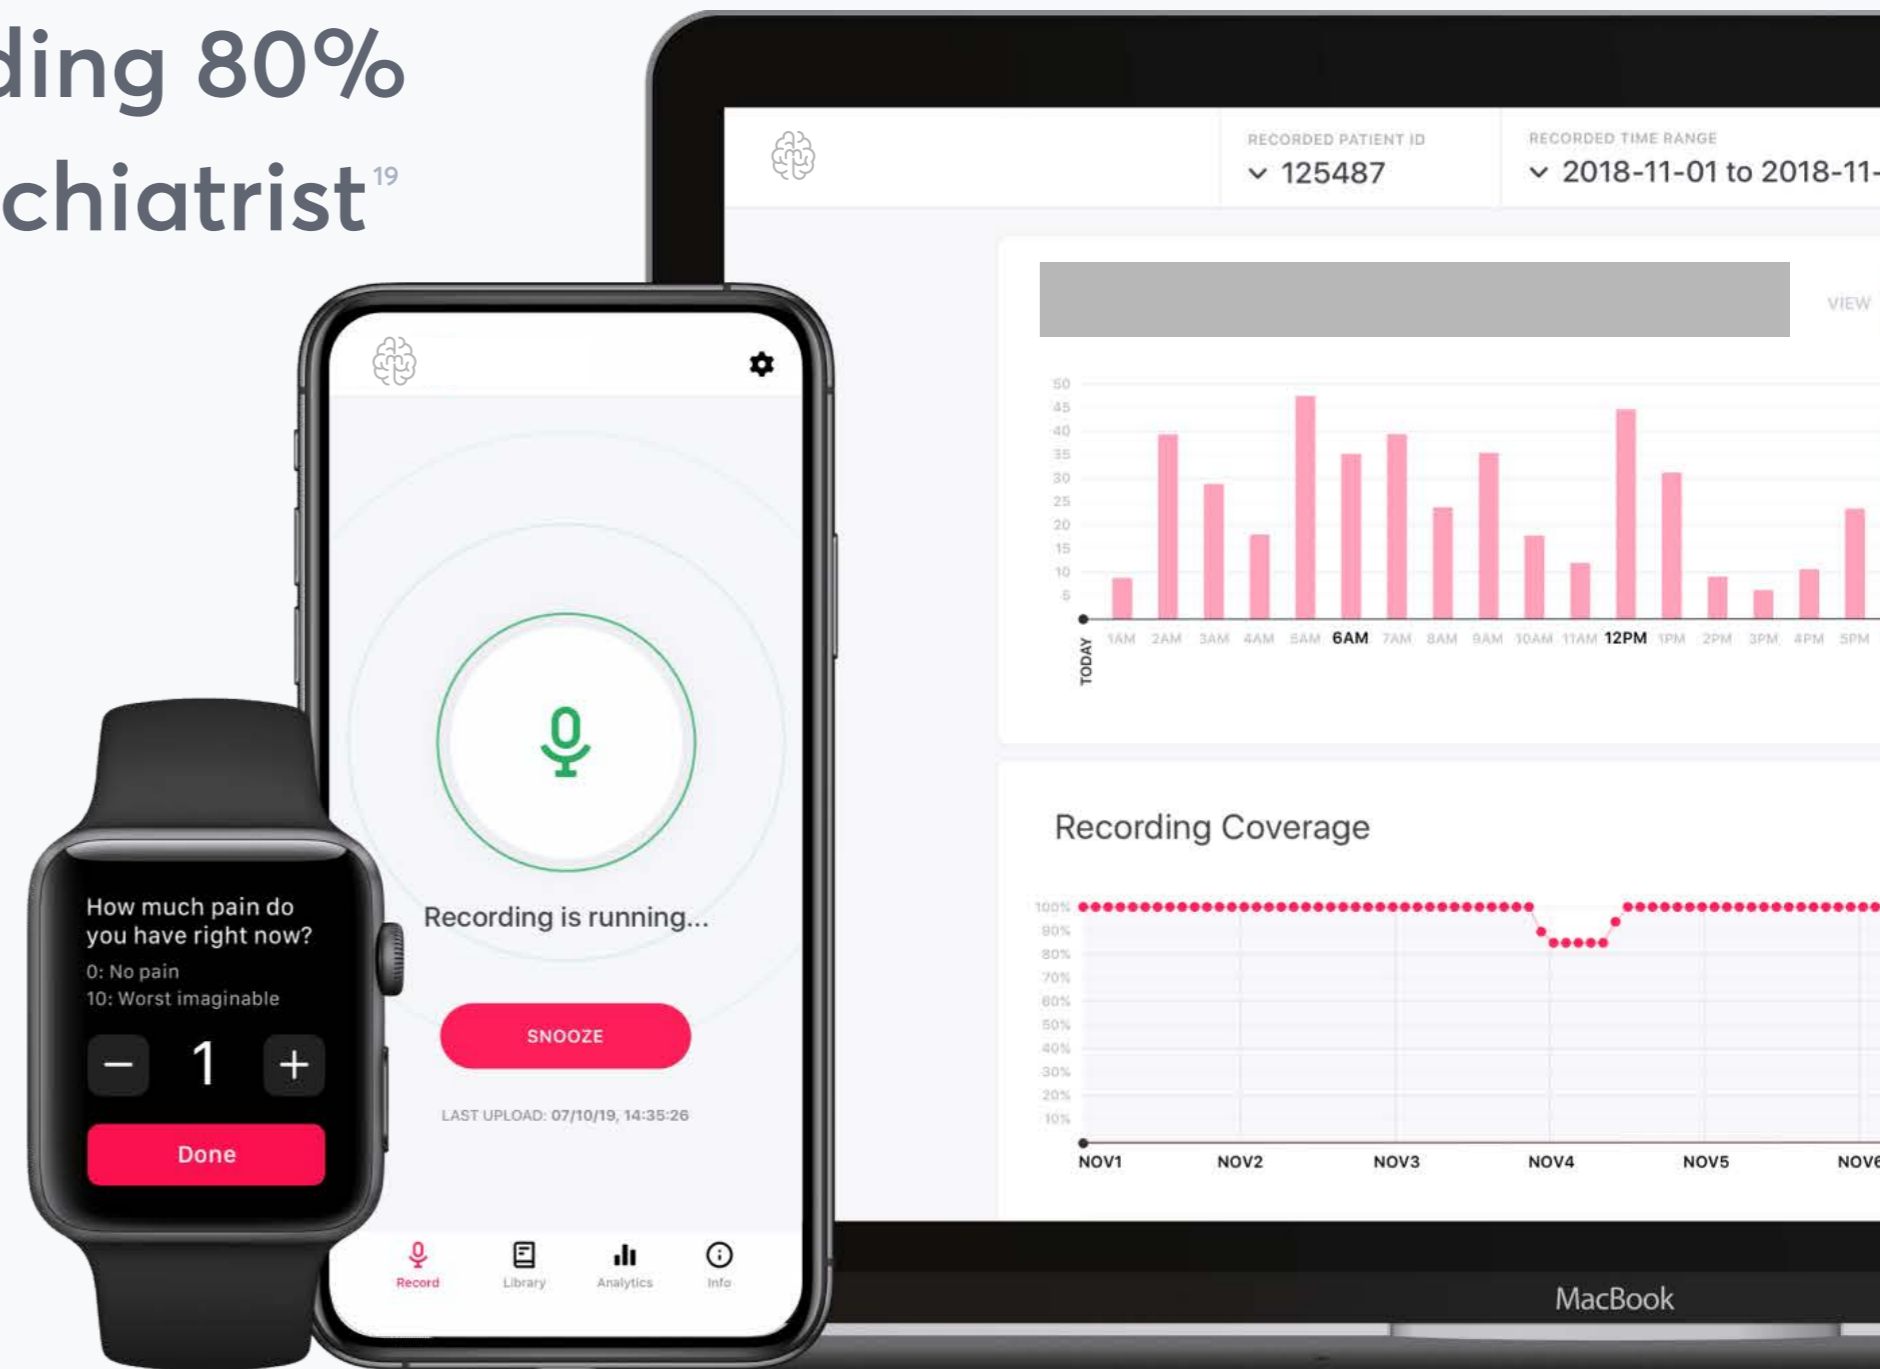 ding 80%
chiatrist19
RECORDED PATIENT ID
125487
RECORDED TIME RANGE
2018-11-01 to 2018-11-
VIEW
50
45
40
35
30
25
20
15
10
5
TODAY
1AM 2AM 3AM 4AM 5AM 6AM 7AM 8AM 9AM 10AM 11AM 12PM 1PM 2PM 3PM 4PM 5PM
Recording Coverage
100%
90%
80%
70%
60%
50%
40%
30%
20%
10%
NOV1 NOV2 NOV3 NOV4 NOV5 NOV6
MacBook
Recording is running...
SNOOZE
LAST UPLOAD: 07/10/19, 14:35:26
Record Library Analytics Info
How much pain do
you have right now?
0: No pain
10: Worst imaginable
− 1 +
Done